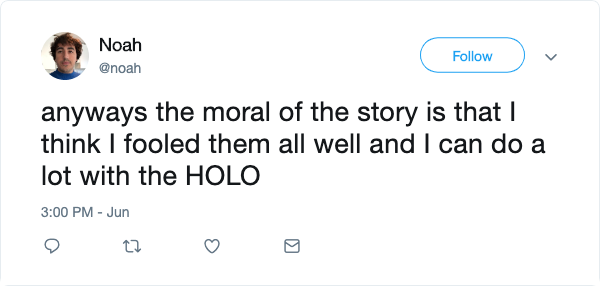 Noah
@noah
Follow
anyways the moral of the story is that I
think I fooled them all well and I can do a
lot with the HOLO
3:00 PM - Jun